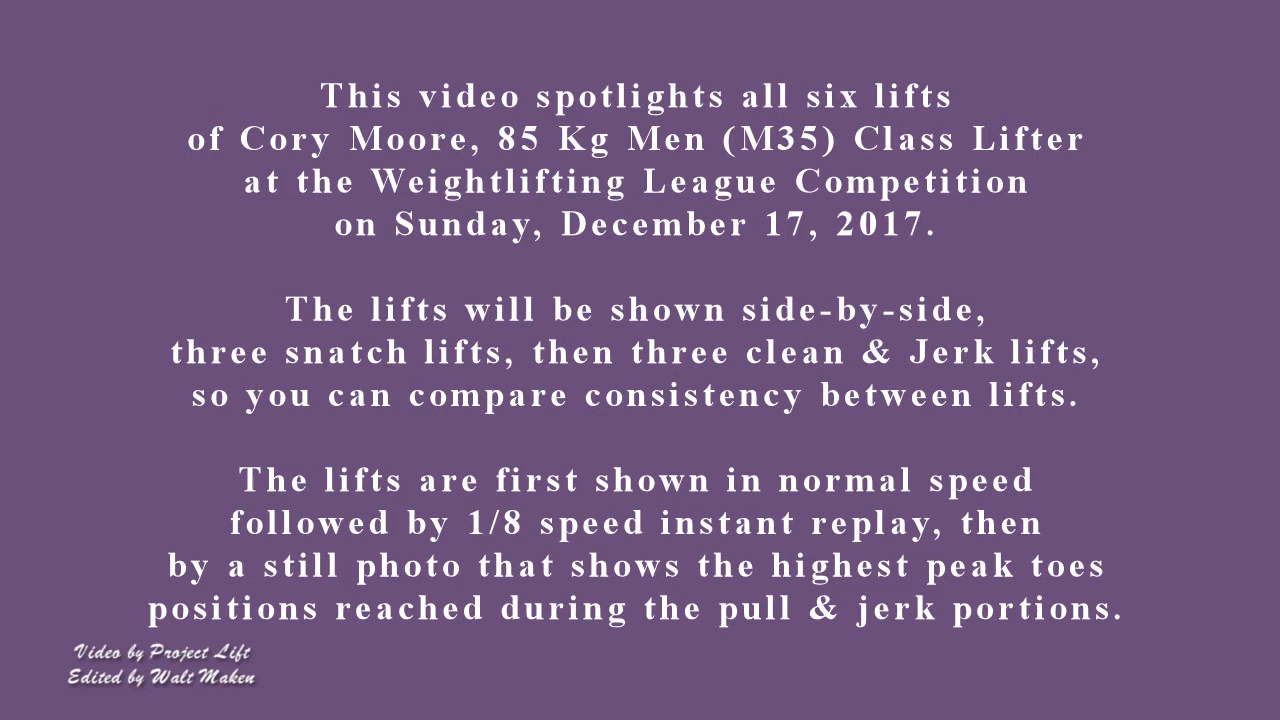 This video spotlights all six lifts
of Cory Moore, 85 Kg Men (M35) Class Lifter
at the Weightlifting League Competition
on Sunday, December 17, 2017.
The lifts will be shown side-by-side,
three snatch lifts, then three clean & Jerk lifts,
so you can compare consistency between lifts.
The lifts are first shown in normal speed
followed by 1/8 speed instant replay, then
by a still photo that shows the highest peak toes
positions reached during the pull & jerk portions.
Video by Project Lift
Edited by Walt Maken